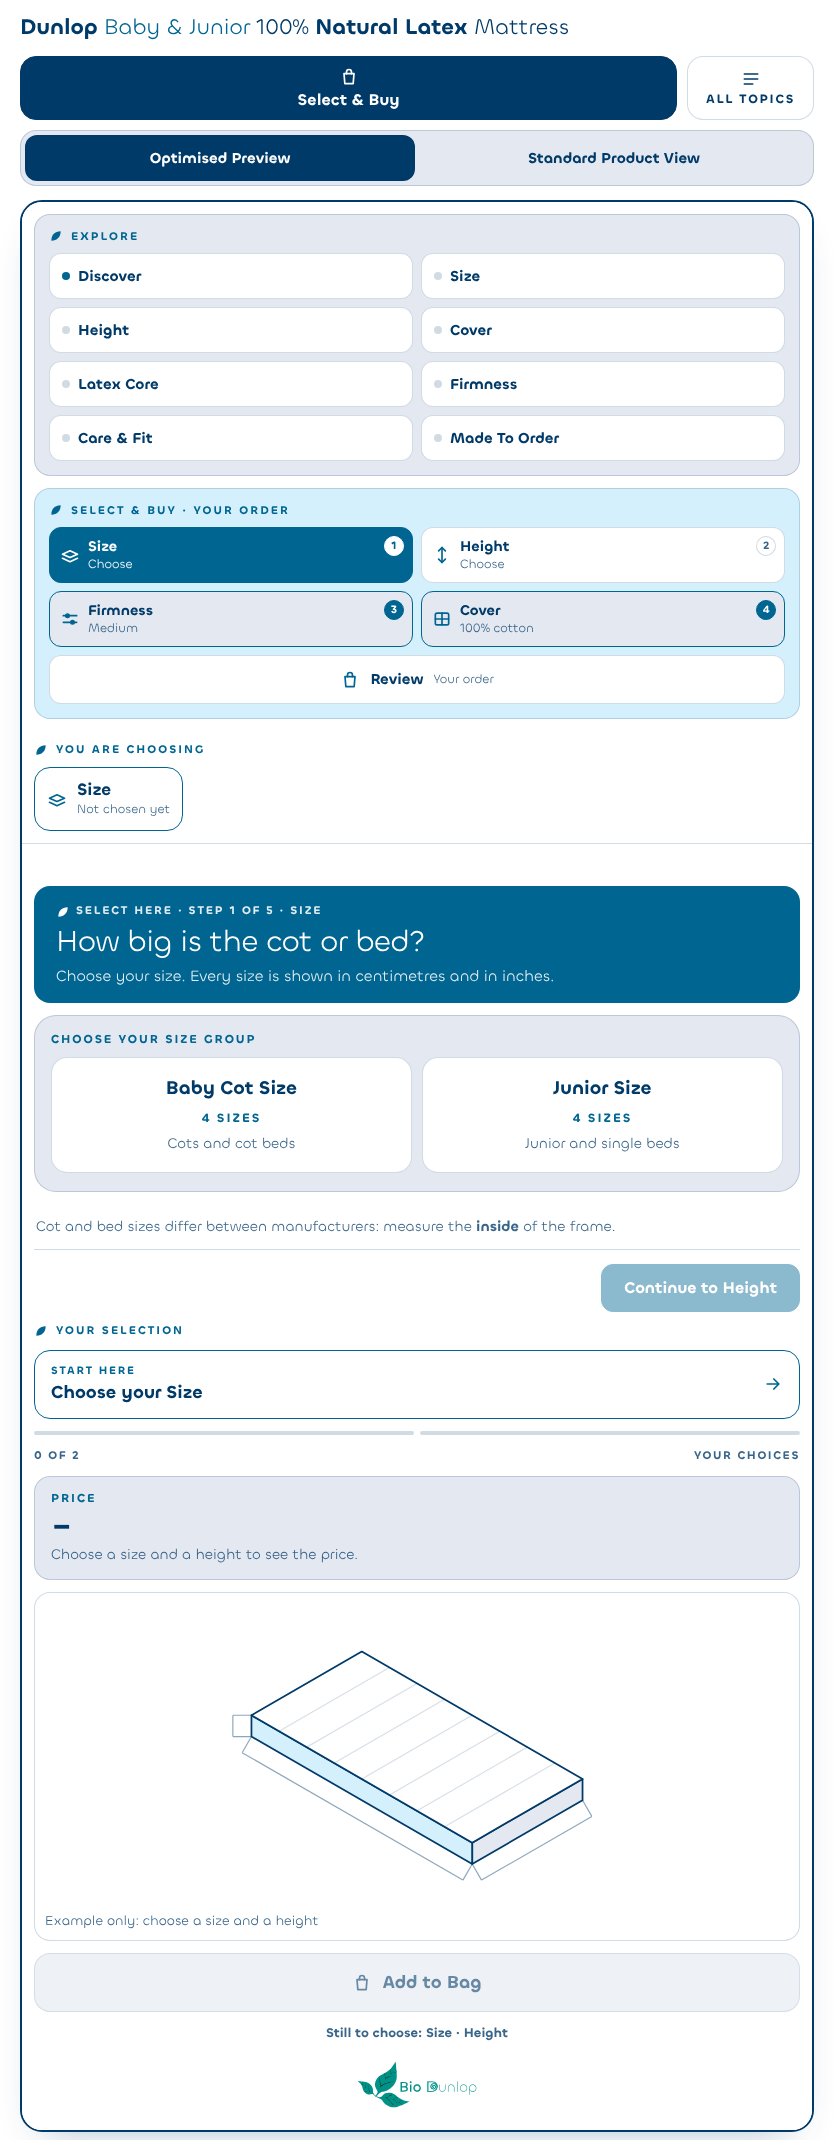 Dunlop Baby & Junior 100% Natural Latex Mattress
Select & Buy
ALL TOPICS
Optimised Preview
Standard Product View
EXPLORE
Discover
Size
Height
Cover
Latex Core
Firmness
Care & Fit
Made To Order
SELECT & BUY · YOUR ORDER
Size
Choose
1
Height
Choose
2
Firmness
Medium
3
Cover
100% cotton
4
Review Your order
YOU ARE CHOOSING
Size
Not chosen yet
SELECT HERE · STEP 1 OF 5 · SIZE
How big is the cot or bed?
Choose your size. Every size is shown in centimetres and in inches.
CHOOSE YOUR SIZE GROUP
Baby Cot Size
4 SIZES
Cots and cot beds
Junior Size
4 SIZES
Junior and single beds
Cot and bed sizes differ between manufacturers: measure the inside of the frame.
Continue to Height
YOUR SELECTION
START HERE
Choose your Size
0 OF 2
YOUR CHOICES
PRICE
–
Choose a size and a height to see the price.
Example only: choose a size and a height
Add to Bag
Still to choose: Size · Height
Bio Dunlop